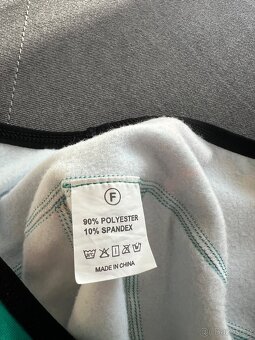 F
90% POLYESTER
10% SPANDEX
MADE IN CHINA